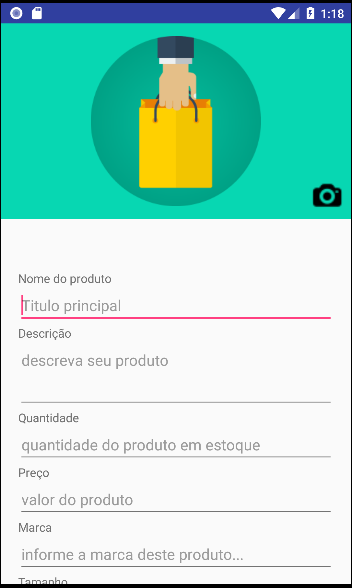 1:18
Nome do produto
Titulo principal
Descrição
descreva seu produto
Quantidade
quantidade do produto em estoque
Preço
valor do produto
Marca
informe a marca deste produto...
Tamanho